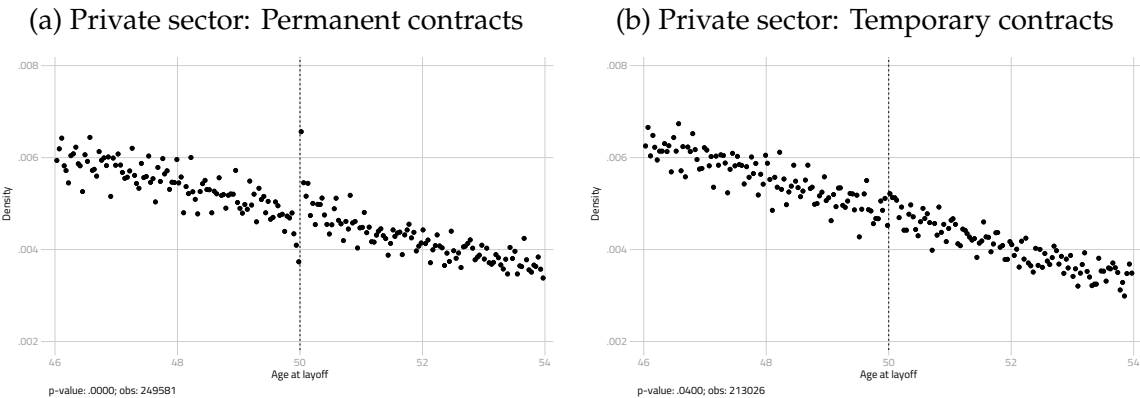 (a) Private sector: Permanent contracts
.008
.006
.004
.002
Density
46 48 50 52 54
Age at layoff
p-value: .0000; obs: 249581
(b) Private sector: Temporary contracts
.008
.006
.004
.002
Density
46 48 50 52 54
Age at layoff
p-value: .0400; obs: 213026